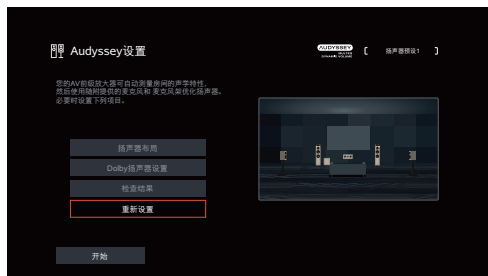 Audyssey设置
AUDYSSEY
MULTEQ
DYNAMIC VOLUME
【 扬声器预设1 】
您的AV前级放大器可自动测量房间的声学特性，
然后使用随附提供的麦克风和 麦克风架优化扬声器。
必要时设置下列项目。
扬声器布局
Dolby扬声器设置
检查结果
重新设置
开始